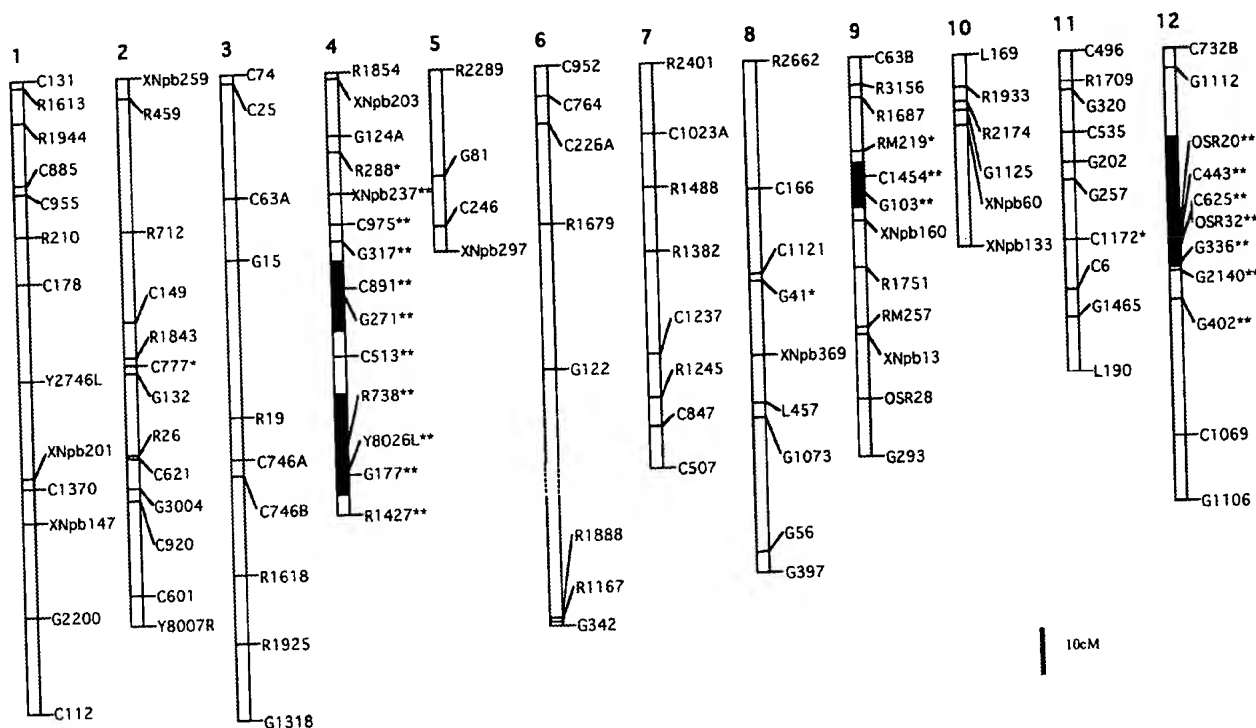 1
C131
R1613
R1944
C885
C955
R210
C178
Y2746L
XNpb201
C1370
XNpb147
G2200
C112
2
XNpb259
R459
R712
C149
R1843
C777*
G132
R26
C621
G3004
C920
C601
Y8007R
3
C74
C25
C63A
G15
R19
C746A
C746B
R1618
R1925
G1318
4
R1854
XNpb203
G124A
R288*
XNpb237**
C975**
G317**
C891**
G271**
C513**
R738**
Y8026L**
G177**
R1427**
5
R2289
G81
C246
XNpb297
6
C952
C764
C226A
R1679
G122
R1888
R1167
G342
7
R2401
C1023A
R1488
R1382
C1237
R1245
C847
C507
8
R2662
C166
C1121
G41*
XNpb369
L457
G1073
G56
G397
9
C63B
R3156
R1687
RM219*
C1454**
G103**
XNpb160
R1751
RM257
XNpb13
OSR28
G293
10
L169
R1933
R2174
G1125
XNpb60
XNpb133
11
C496
R1709
G320
C535
G202
G257
C1172*
C6
G1465
L190
12
C732B
G1112
OSR20**
C443**
C625**
OSR32**
G336**
G2140**
G402**
C1069
G1106
10cM